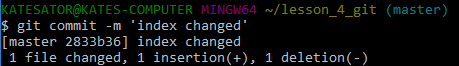 KATESATOR@KATES-COMPUTER MINGW64 ~/lesson_4_git (master)
$ git commit -m 'index changed'
[master 2833b36] index changed
 1 file changed, 1 insertion(+), 1 deletion(-)